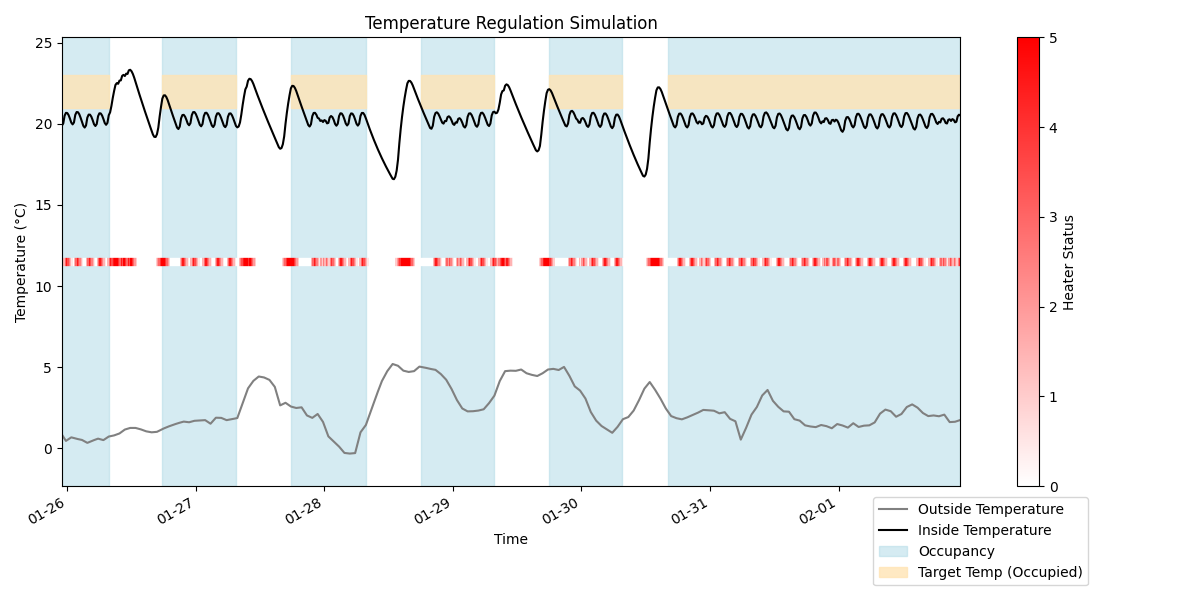 Temperature Regulation Simulation
25
20
15
10
5
0
Temperature (°C)
01-26
01-27
01-28
01-29
01-30
01-31
02-01
Time
5
4
3
2
1
0
Heater Status
Outside Temperature
Inside Temperature
Occupancy
Target Temp (Occupied)